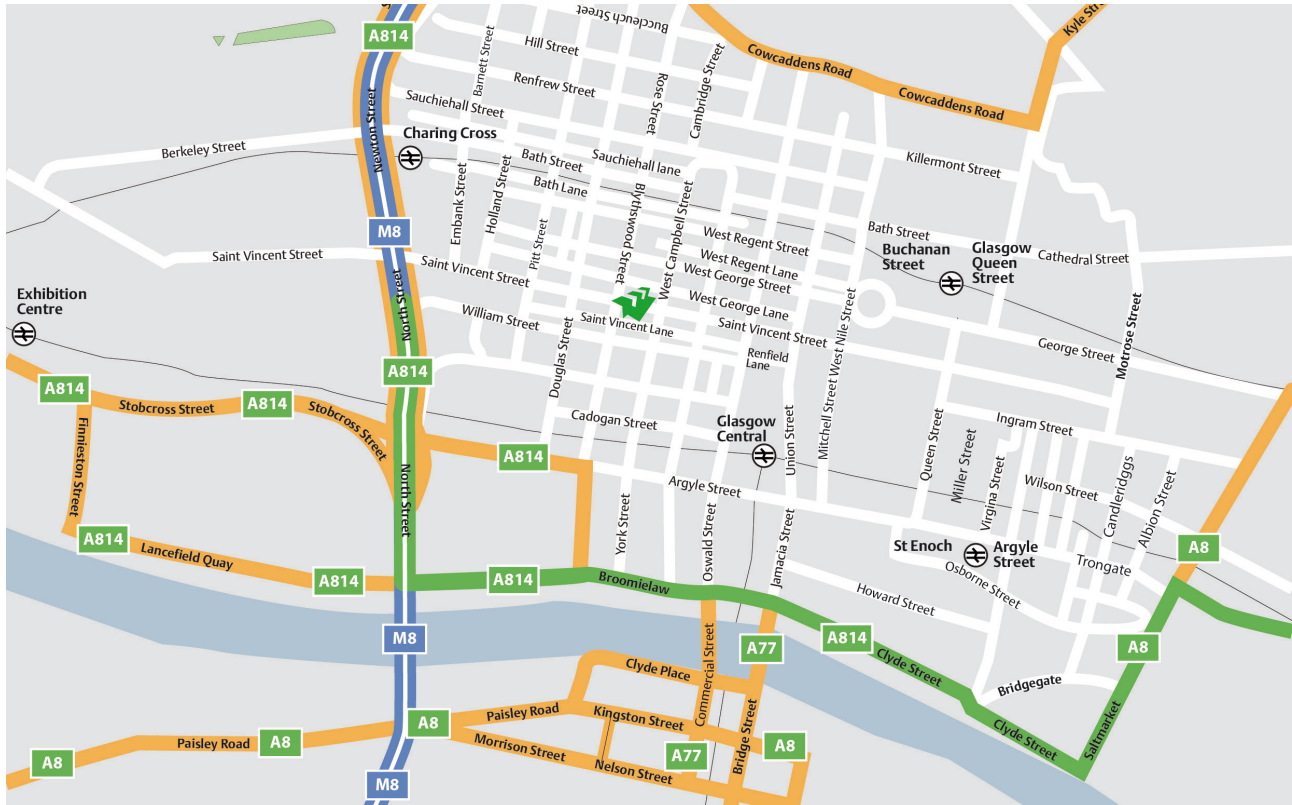 Buccleuch Street
A814
Hill Street
Barnett Street
Renfrew Street
Rose Street
Cambridge Street
Cowcaddens Road
Cowcaddens Road
Kyle Str
Sauchiehall Street
Newton Street
Charing Cross
Berkeley Street
Bath Street
Sauchiehall lane
Killermont Street
Bath Lane
Embank Street
Holland Street
Pitt Street
Blythswood Street
West Campbell Street
M8
West Regent Street
Bath Street
Buchanan
Street
Glasgow
Queen
Street
Cathedral Street
Saint Vincent Street
Saint Vincent Street
West Regent Lane
West George Street
West George Lane
Exhibition
Centre
North Street
William Street
Saint Vincent Lane
Saint Vincent Street
West Nile Street
George Street
Motrose Street
Douglas Street
Renfield
Lane
A814
A814
Stobcross Street
A814
Stobcross Street
Cadogan Street
Glasgow
Central
Union Street
Mitchell Street
Queen Street
Ingram Street
Finnieston Street
North Street
A814
Argyle Street
Miller Street
Virgina Street
Wilson Street
Candleridggs
Albion Street
A814
Lancefield Quay
A814
A814
York Street
Oswald Street
Jamacia Street
St Enoch
Argyle
Street
Trongate
A8
Broomielaw
Osborne Street
Howard Street
M8
A77
A814
A8
Clyde Place
Commercial Street
Clyde Street
Bridgegate
Saltmarket
A8
Paisley Road
Kingston Street
Bridge Street
A8
Clyde Street
Paisley Road
A8
A8
Morrison Street
Nelson Street
A77
M8